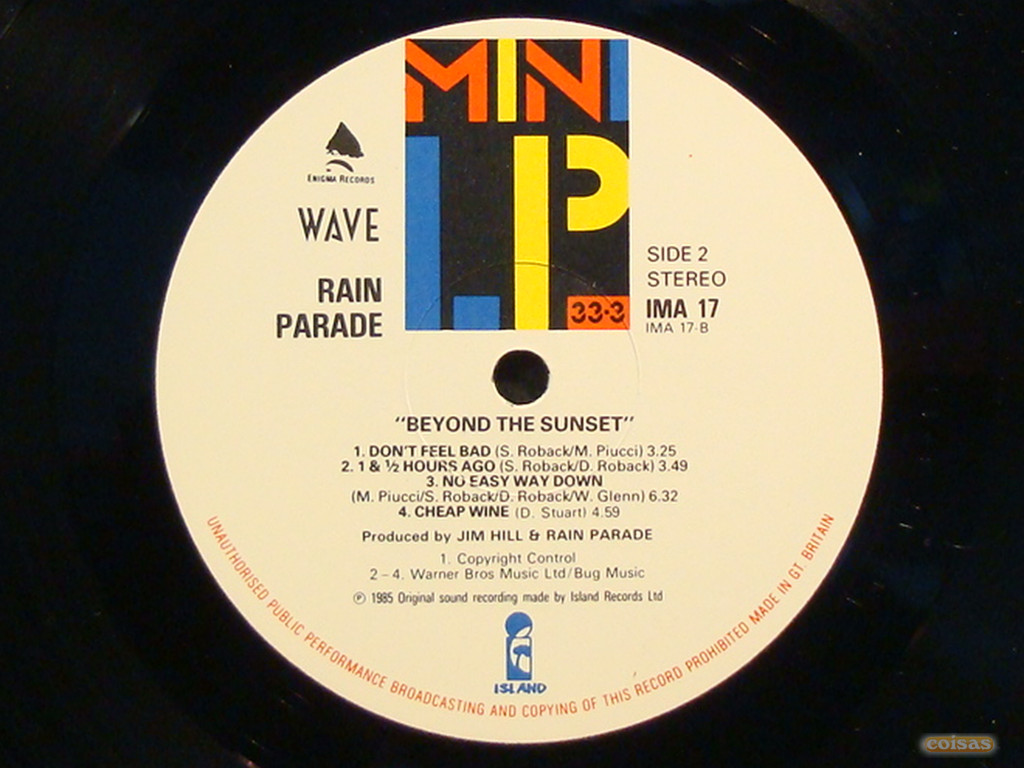 MINI
LP
33·3
ENIGMA RECORDS
WAVE
RAIN
PARADE
SIDE 2
STEREO
IMA 17
IMA 17-B
"BEYOND THE SUNSET"
1. DON'T FEEL BAD (S. Roback/M. Piucci) 3.25
2. 1 & ½ HOURS AGO (S. Roback/D. Roback) 3.49
3. NO EASY WAY DOWN
(M. Piucci/S. Roback/D. Roback/W. Glenn) 6.32
4. CHEAP WINE (D. Stuart) 4.59
Produced by JIM HILL & RAIN PARADE
1. Copyright Control
2 – 4. Warner Bros Music Ltd/Bug Music
℗ 1985 Original sound recording made by Island Records Ltd
ISLAND
UNAUTHORISED PUBLIC PERFORMANCE BROADCASTING AND COPYING OF THIS RECORD PROHIBITED MADE IN GT. BRITAIN
coisas